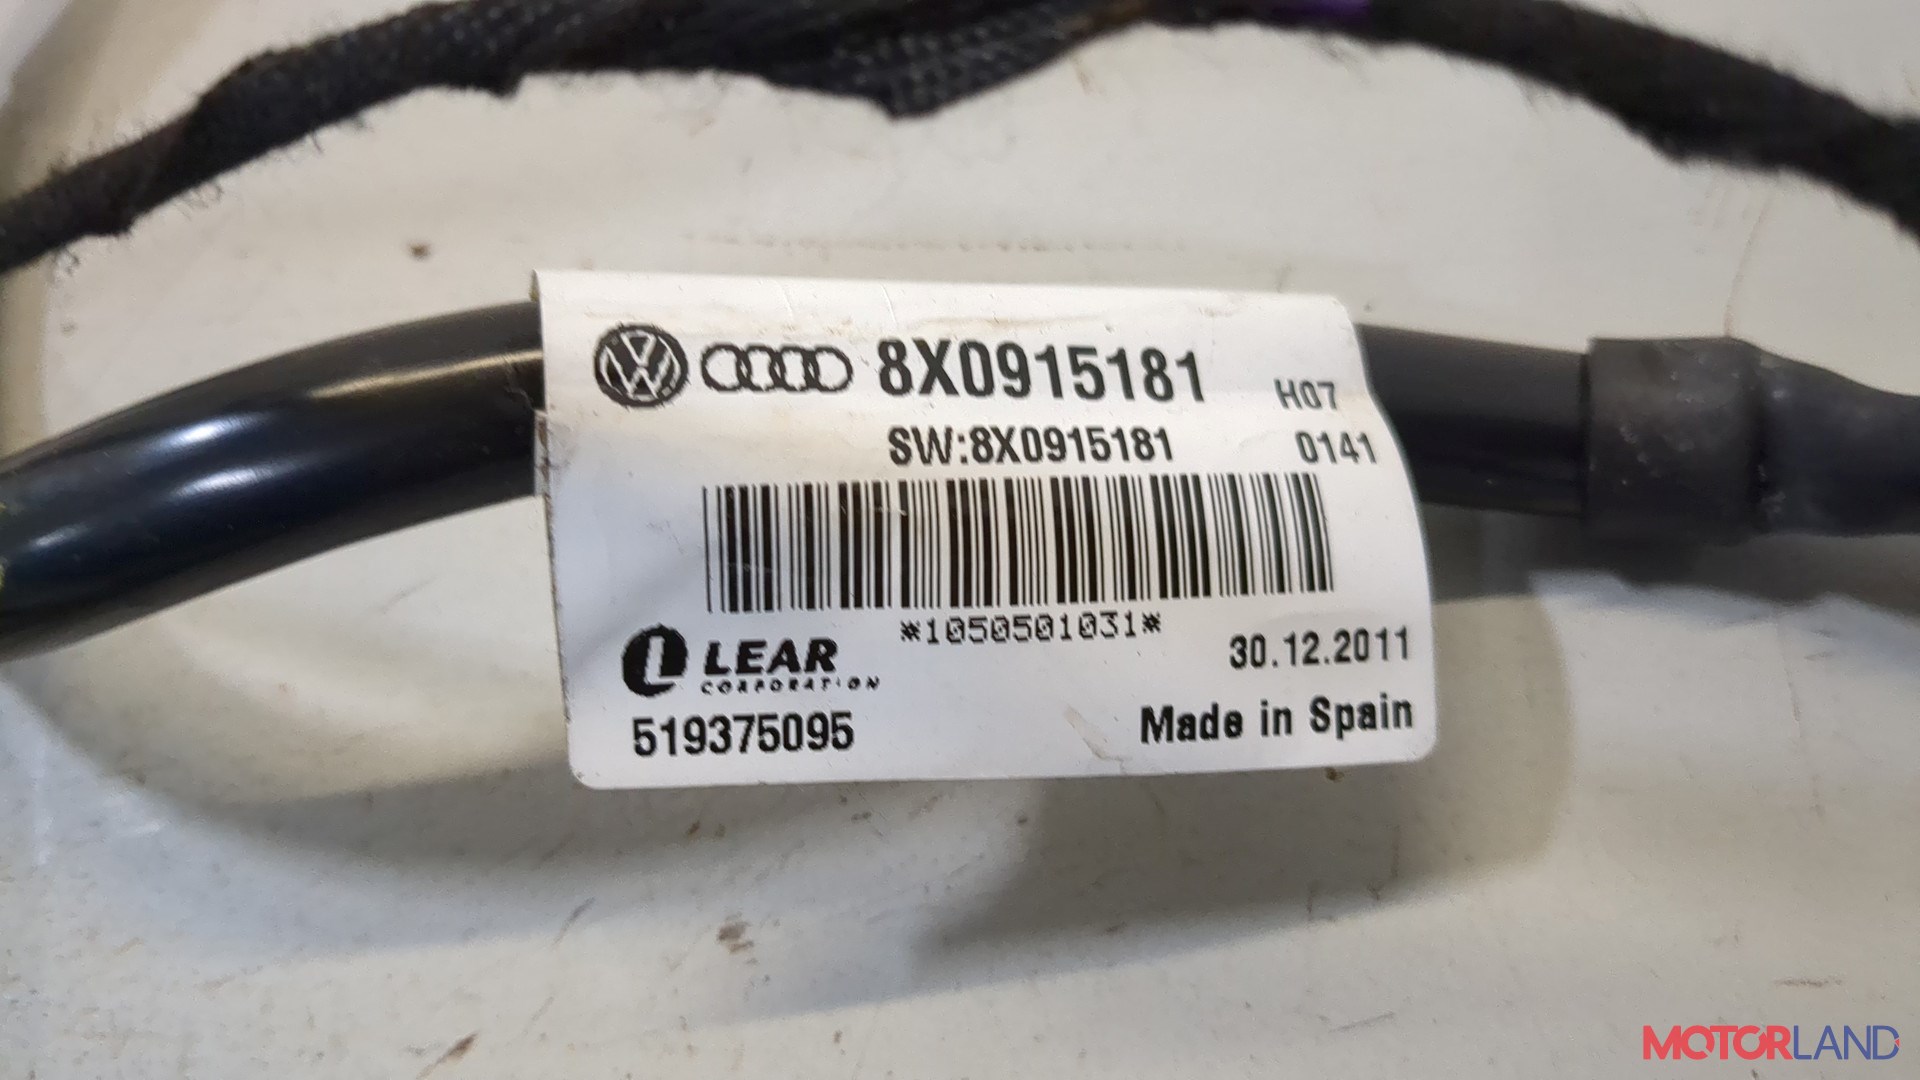 8X0915181 H07
SW:8X0915181 0141
*1050501031*
LEAR
CORPORATION
30.12.2011
519375095
Made in Spain
MOTORLAND